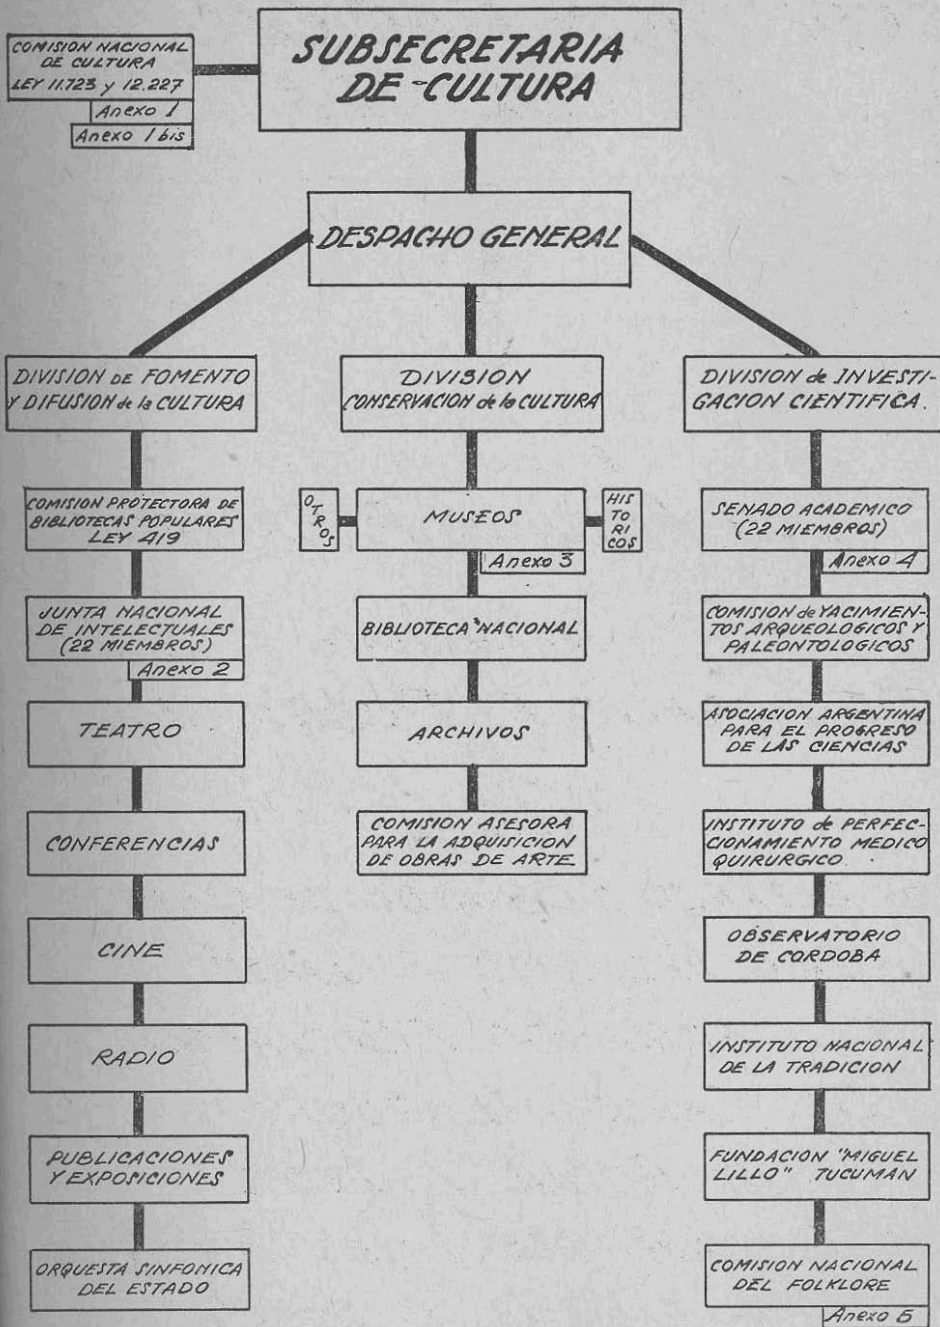 COMISION NACIONAL
DE CULTURA
LEY 11.723 y 12.227
Anexo 1
Anexo 1 bis
SUBSECRETARIA
DE-CULTURA
DESPACHO GENERAL
DIVISION DE FOMENTO
Y DIFUSION de la CULTURA
COMISION PROTECTORA DE
BIBLIOTECAS POPULARES
LEY 419
JUNTA NACIONAL
DE INTELECTUALES
(22 MIEMBROS)
Anexo 2
TEATRO
CONFERENCIAS
CINE
RADIO
PUBLICACIONES
Y EXPOSICIONES
ORQUESTA SINFONICA
DEL ESTADO
DIVISION
CONSERVACION de la CULTURA
OTROS
MUSEOS
HIS
TO
RI
COS
Anexo 3
BIBLIOTECA NACIONAL
ARCHIVOS
COMISION ASESORA
PARA LA ADQUISICION
DE OBRAS DE ARTE
DIVISION de INVESTI-
GACION CIENTIFICA.
SENADO ACADEMICO
(22 MIEMBROS)
Anexo 4
COMISION de YACIMIEN-
TOS ARQUEOLOGICOS Y
PALEONTOLOGICOS
ASOCIACION ARGENTINA
PARA EL PROGRESO
DE LAS CIENCIAS
INSTITUTO de PERFEC-
CIONAMIENTO MEDICO
QUIRURGICO.
OBSERVATORIO
DE CORDOBA
INSTITUTO NACIONAL
DE LA TRADICION
FUNDACION "MIGUEL
LILLO" TUCUMAN
COMISION NACIONAL
DEL FOLKLORE
Anexo 5